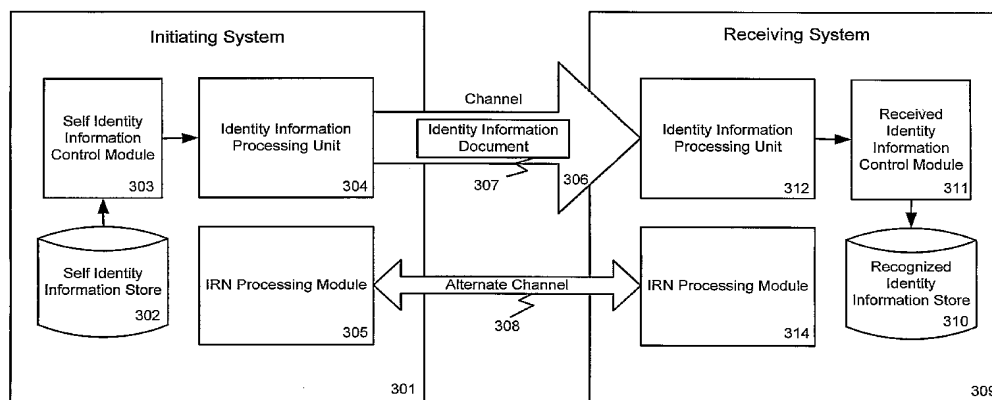 Initiating System
Receiving System
Self Identity
Information
Control Module
303
Identity Information
Processing Unit
304
Channel
Identity Information
Document
307
306
Identity Information
Processing Unit
312
Received
Identity
Information
Control Module
311
Self Identity
Information Store
302
IRN Processing Module
305
Alternate Channel
308
IRN Processing Module
314
Recognized
Identity
Information Store
310
301
309